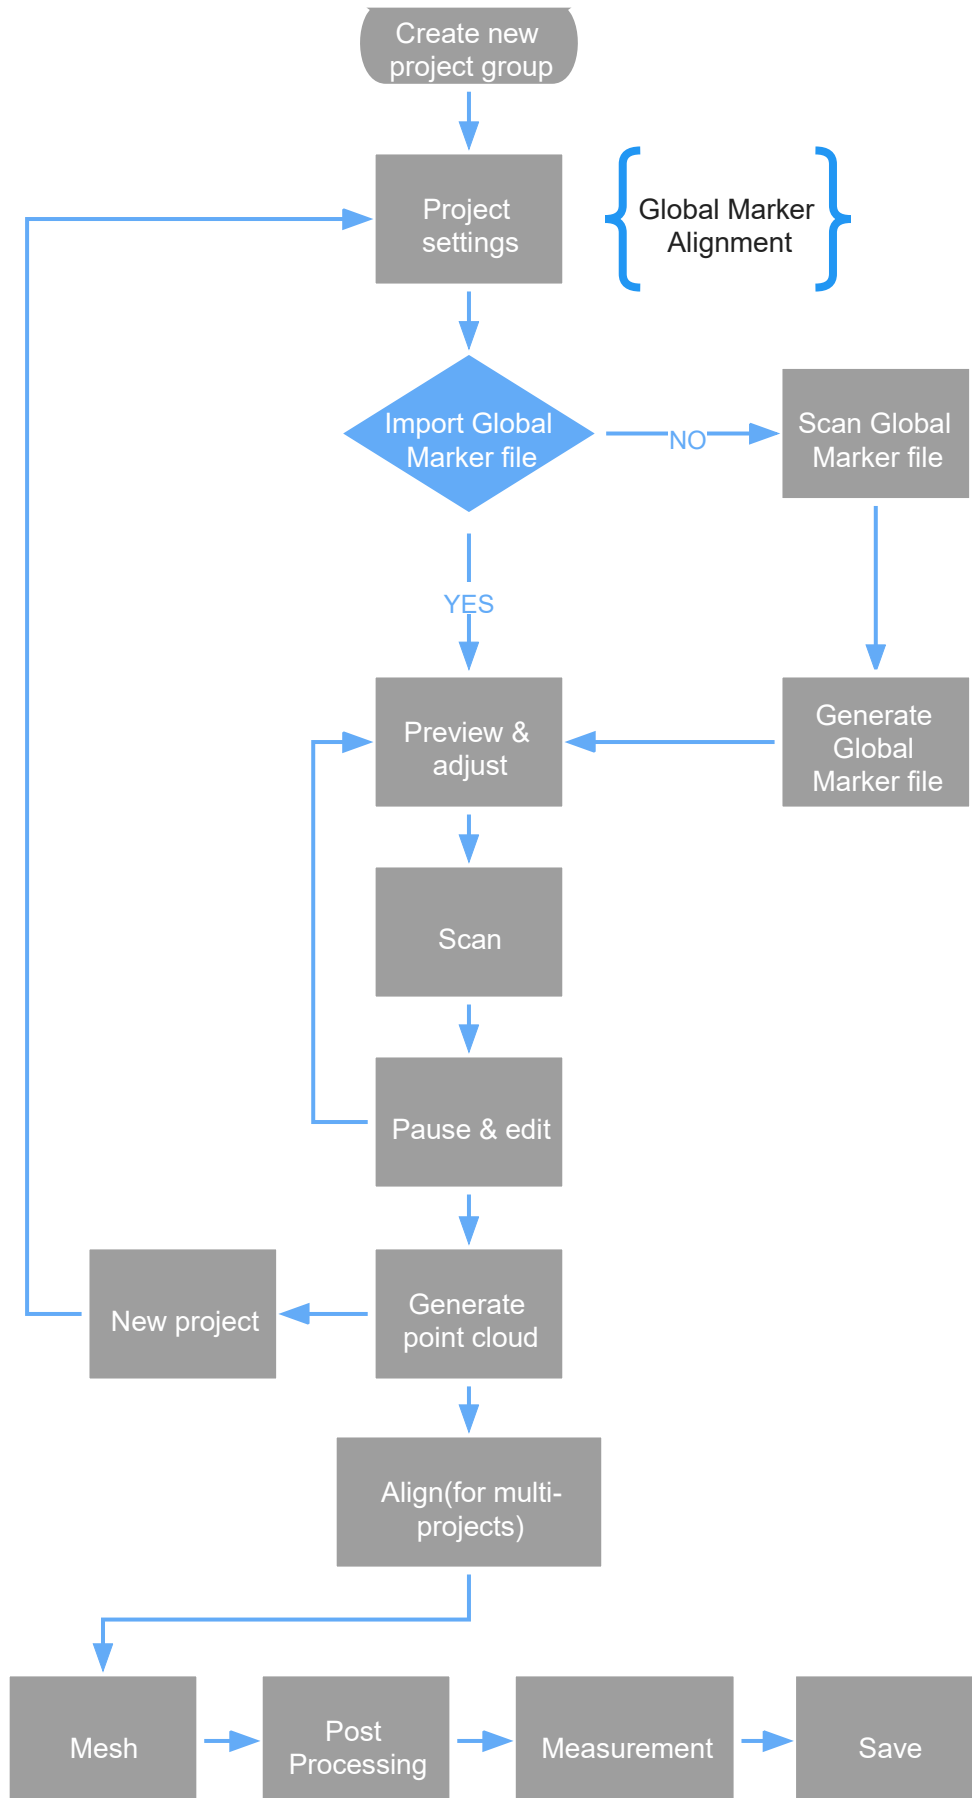 Create new
project group
Project
settings
Global Marker
Alignment
Import Global
Marker file
NO
Scan Global
Marker file
YES
Preview &
adjust
Generate
Global
Marker file
Scan
Pause & edit
New project
Generate
point cloud
Align(for multi-
projects)
Mesh
Post
Processing
Measurement
Save